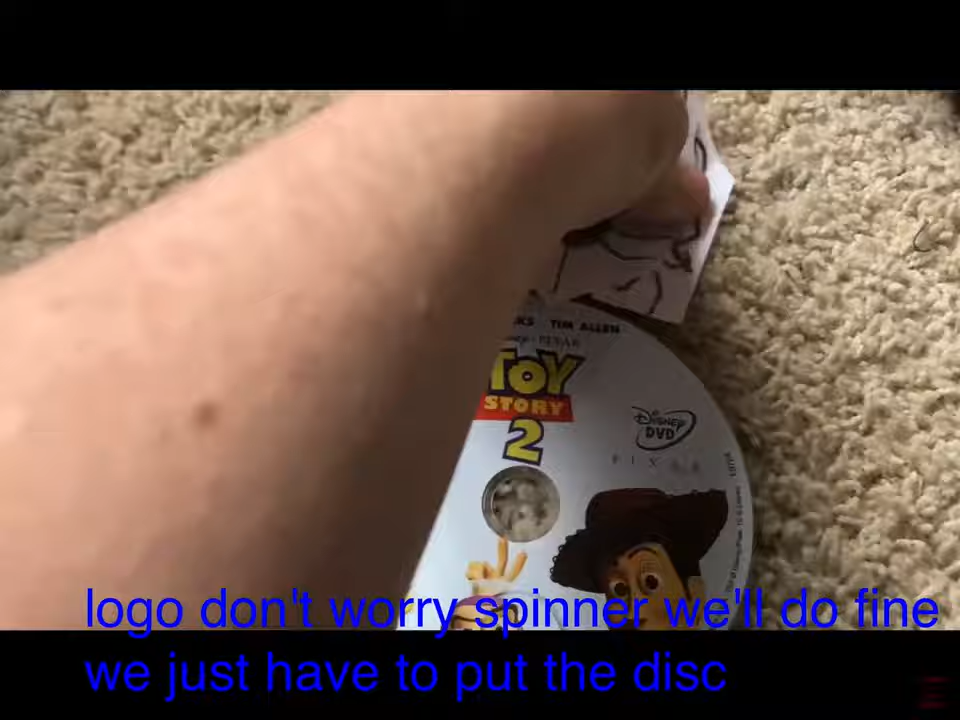 TIM ALLEN
PIXAR
TOY
STORY
2
DISNEY
DVD
P I X A R
logo don't worry spinner we'll do fine
we just have to put the disc